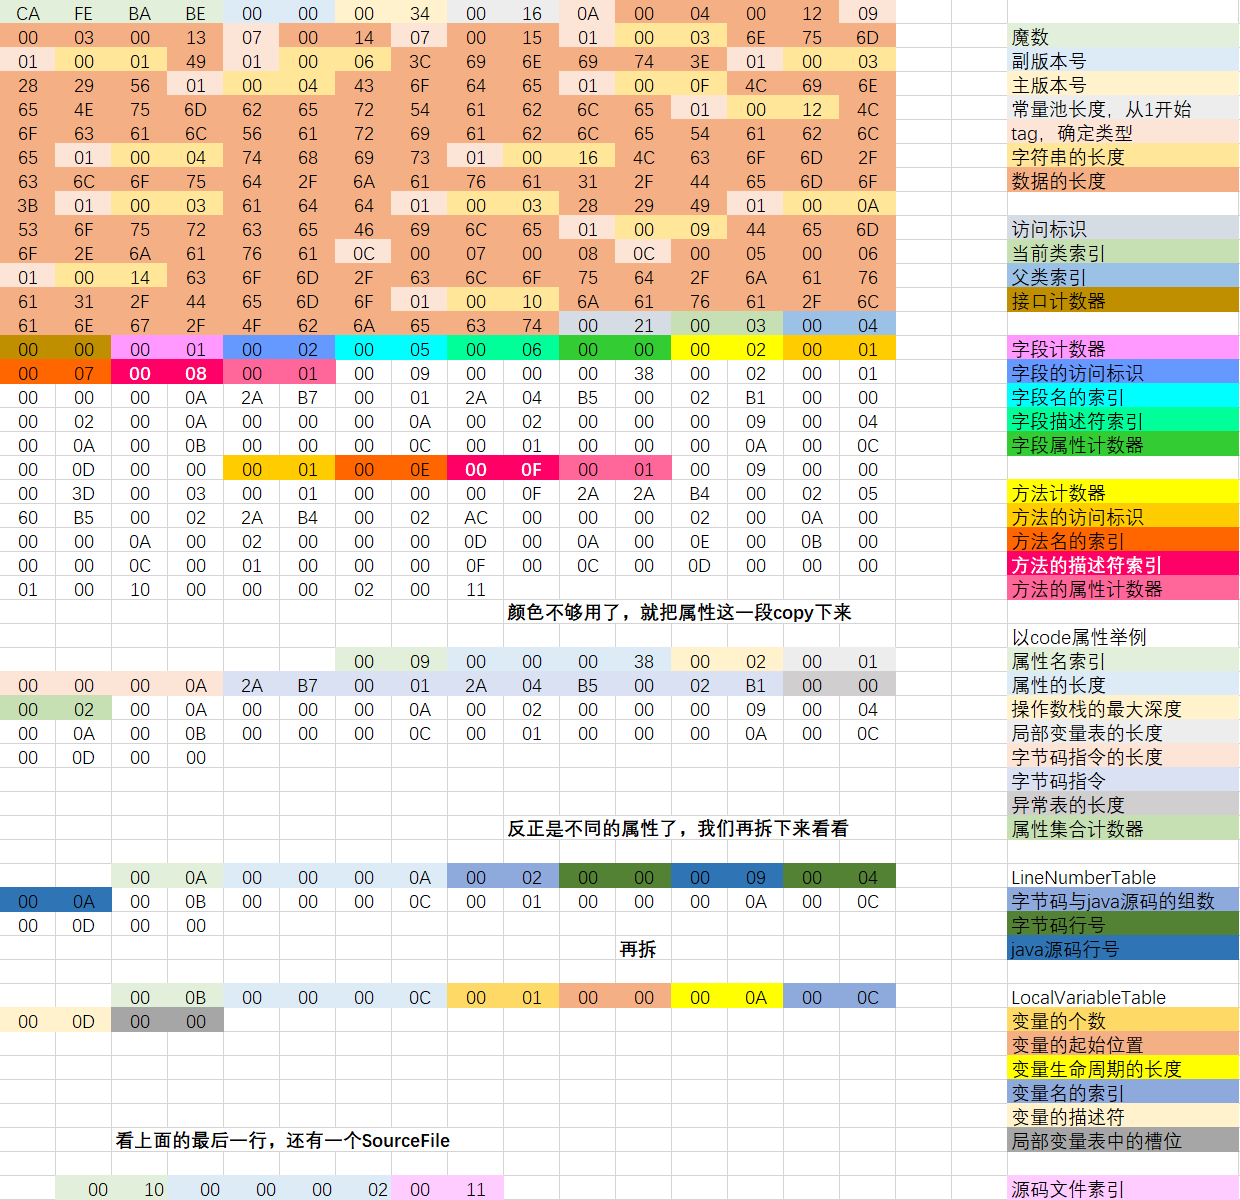 CA FE BA BE 00 00 00 34 00 16 0A 00 04 00 12 09
00 03 00 13 07 00 14 07 00 15 01 00 03 6E 75 6D 魔数
01 00 01 49 01 00 06 3C 69 6E 69 74 3E 01 00 03 副版本号
28 29 56 01 00 04 43 6F 64 65 01 00 0F 4C 69 6E 主版本号
65 4E 75 6D 62 65 72 54 61 62 6C 65 01 00 12 4C 常量池长度，从1开始
6F 63 61 6C 56 61 72 69 61 62 6C 65 54 61 62 6C tag，确定类型
65 01 00 04 74 68 69 73 01 00 16 4C 63 6F 6D 2F 字符串的长度
63 6C 6F 75 64 2F 6A 61 76 61 31 2F 44 65 6D 6F 数据的长度
3B 01 00 03 61 64 64 01 00 03 28 29 49 01 00 0A
53 6F 75 72 63 65 46 69 6C 65 01 00 09 44 65 6D 访问标识
6F 2E 6A 61 76 61 0C 00 07 00 08 0C 00 05 00 06 当前类索引
01 00 14 63 6F 6D 2F 63 6C 6F 75 64 2F 6A 61 76 父类索引
61 31 2F 44 65 6D 6F 01 00 10 6A 61 76 61 2F 6C 接口计数器
61 6E 67 2F 4F 62 6A 65 63 74 00 21 00 03 00 04
00 00 00 01 00 02 00 05 00 06 00 00 00 02 00 01 字段计数器
00 07 00 08 00 01 00 09 00 00 00 38 00 02 00 01 字段的访问标识
00 00 00 0A 2A B7 00 01 2A 04 B5 00 02 B1 00 00 字段名的索引
00 02 00 0A 00 00 00 0A 00 02 00 00 00 09 00 04 字段描述符索引
00 0A 00 0B 00 00 00 0C 00 01 00 00 00 0A 00 0C 字段属性计数器
00 0D 00 00 00 01 00 0E 00 0F 00 01 00 09 00 00
00 3D 00 03 00 01 00 00 00 0F 2A 2A B4 00 02 05 方法计数器
60 B5 00 02 2A B4 00 02 AC 00 00 00 02 00 0A 00 方法的访问标识
00 00 0A 00 02 00 00 00 0D 00 0A 00 0E 00 0B 00 方法名的索引
00 00 0C 00 01 00 00 00 0F 00 0C 00 0D 00 00 00 方法的描述符索引
01 00 10 00 00 00 02 00 11 方法的属性计数器
颜色不够用了，就把属性这一段copy下来
以code属性举例
00 09 00 00 00 38 00 02 00 01 属性名索引
00 00 00 0A 2A B7 00 01 2A 04 B5 00 02 B1 00 00 属性的长度
00 02 00 0A 00 00 00 0A 00 02 00 00 00 09 00 04 操作数栈的最大深度
00 0A 00 0B 00 00 00 0C 00 01 00 00 00 0A 00 0C 局部变量表的长度
00 0D 00 00 字节码指令的长度
字节码指令
异常表的长度
反正是不同的属性了，我们再拆下来看看 属性集合计数器
00 0A 00 00 00 0A 00 02 00 00 00 09 00 04 LineNumberTable
00 0A 00 0B 00 00 00 0C 00 01 00 00 00 0A 00 0C 字节码与java源码的组数
00 0D 00 00 字节码行号
再拆 java源码行号
00 0B 00 00 00 0C 00 01 00 00 00 0A 00 0C LocalVariableTable
00 0D 00 00 变量的个数
变量的起始位置
变量生命周期的长度
变量名的索引
变量的描述符
看上面的最后一行，还有一个SourceFile 局部变量表中的槽位
00 10 00 00 00 02 00 11 源码文件素引